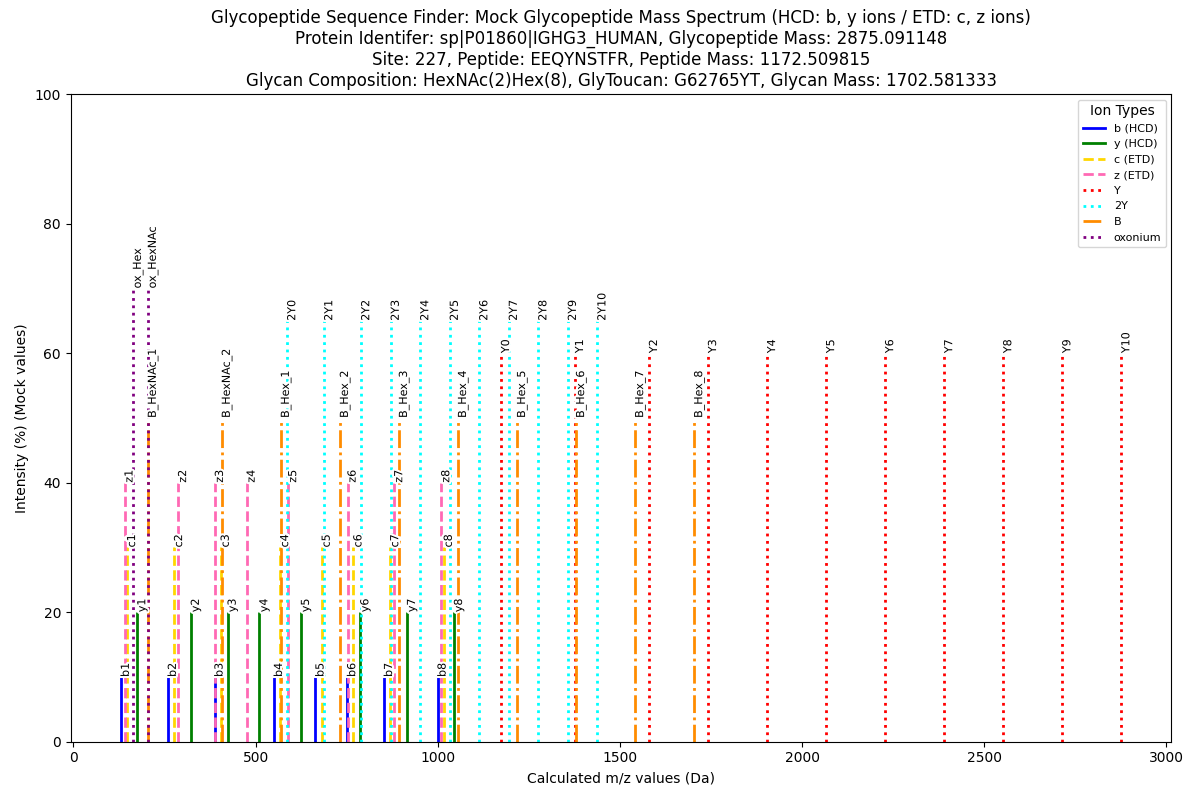 Glycopeptide Sequence Finder: Mock Glycopeptide Mass Spectrum (HCD: b, y ions / ETD: c, z ions)
Protein Identifer: sp|P01860|IGHG3_HUMAN, Glycopeptide Mass: 2875.091148
Site: 227, Peptide: EEQYNSTFR, Peptide Mass: 1172.509815
Glycan Composition: HexNAc(2)Hex(8), GlyToucan: G62765YT, Glycan Mass: 1702.581333
Intensity (%) (Mock values)
100
80
60
40
20
0
Ion Types
b (HCD)
y (HCD)
c (ETD)
z (ETD)
Y
2Y
B
oxonium
ox_Hex
ox_HexNAc
2Y0
2Y1
2Y2
2Y3
2Y4
2Y5
2Y6
2Y7
2Y8
2Y9
2Y10
Y0
Y1
Y2
Y3
Y4
Y5
Y6
Y7
Y8
Y9
Y10
B_HexNAc_1
B_HexNAc_2
B_Hex_1
B_Hex_2
B_Hex_3
B_Hex_4
B_Hex_5
B_Hex_6
B_Hex_7
B_Hex_8
z1
z2
z3
z4
z5
z6
z7
z8
c1
c2
c3
c4
c5
c6
c7
c8
y1
y2
y3
y4
y5
y6
y7
y8
b1
b2
b3
b4
b5
b6
b7
b8
0
500
1000
1500
2000
2500
3000
Calculated m/z values (Da)